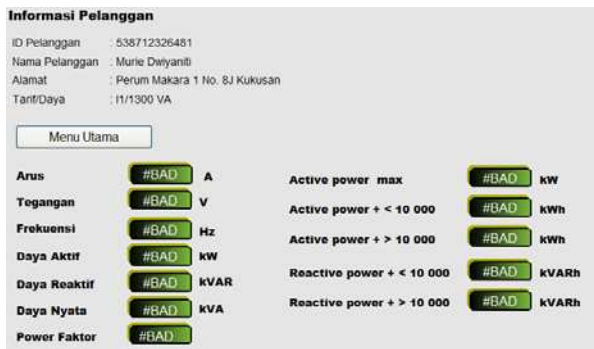 Informasi Pelanggan
ID Pelanggan : 538712326481
Nama Pelanggan : Murie Dwiyaniti
Alamat : Perum Makara 1 No. 8J Kukusan
Tarif/Daya : I1/1300 VA
Menu Utama
Arus #BAD A
Tegangan #BAD V
Frekuensi #BAD Hz
Daya Aktif #BAD kW
Daya Reaktif #BAD kVAR
Daya Nyata #BAD kVA
Power Faktor #BAD
Active power max #BAD kW
Active power + < 10 000 #BAD kWh
Active power + > 10 000 #BAD kWh
Reactive power + < 10 000 #BAD kVARh
Reactive power + > 10 000 #BAD kVARh